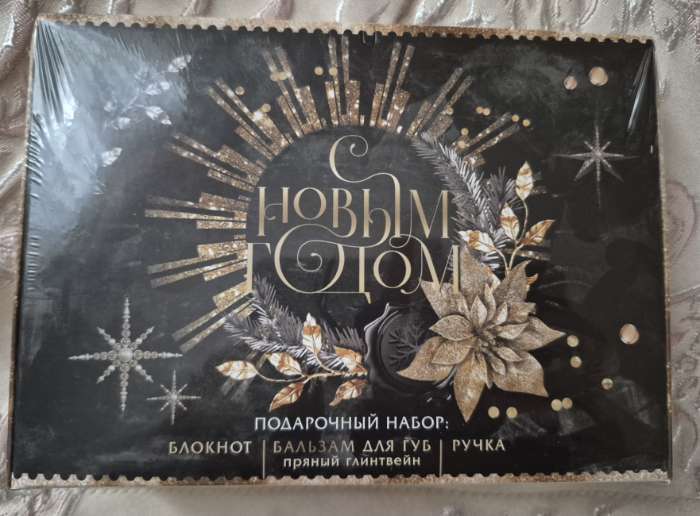 С
НОВЫМ
ГОДОМ
ПОДАРОЧНЫЙ НАБОР:
БЛОКНОТ | БАЛЬЗАМ ДЛЯ ГУБ | РУЧКА
ПРЯНЫЙ ГЛИНТВЕЙН